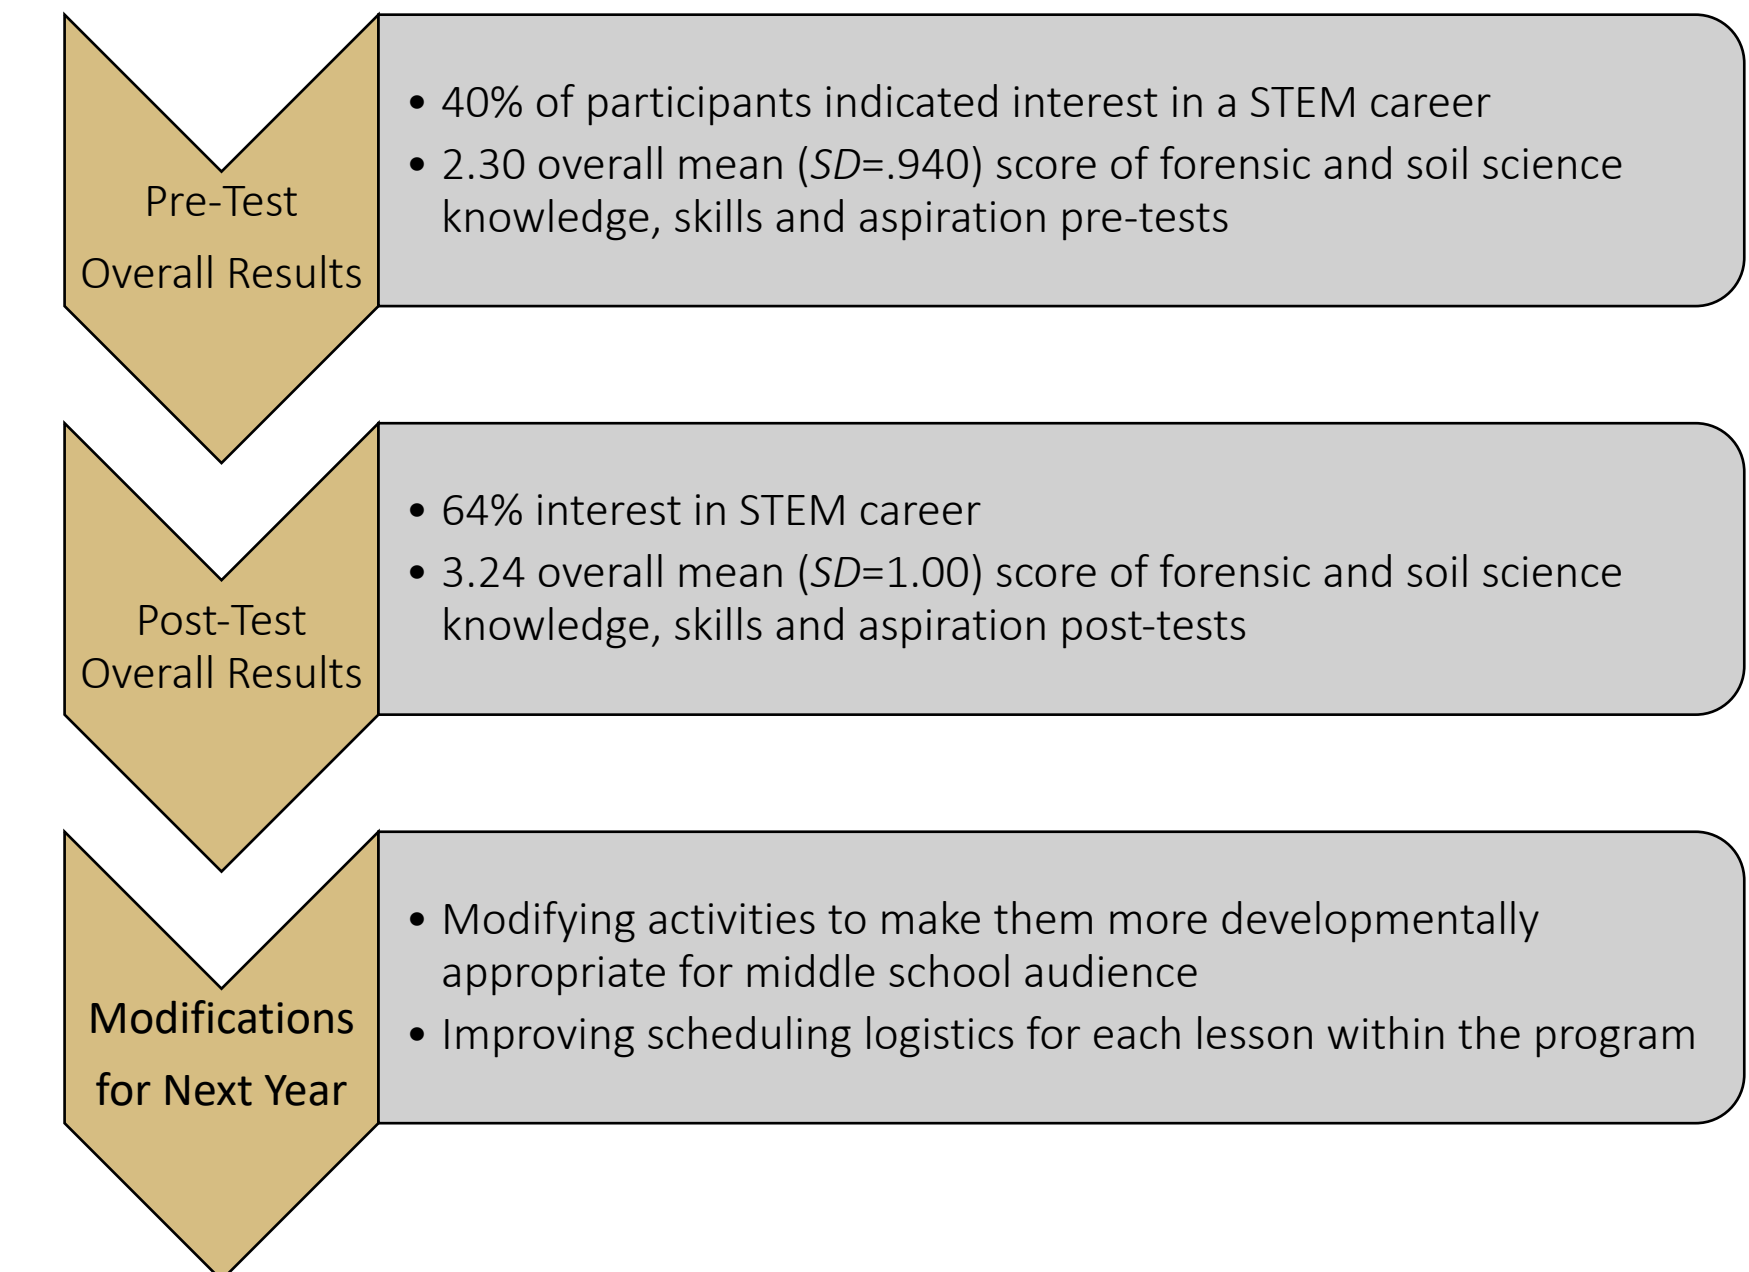 Pre-Test
Overall Results
• 40% of participants indicated interest in a STEM career
• 2.30 overall mean (SD=.940) score of forensic and soil science
knowledge, skills and aspiration pre-tests
Post-Test
Overall Results
• 64% interest in STEM career
• 3.24 overall mean (SD=1.00) score of forensic and soil science
knowledge, skills and aspiration post-tests
Modifications
for Next Year
• Modifying activities to make them more developmentally
appropriate for middle school audience
• Improving scheduling logistics for each lesson within the program